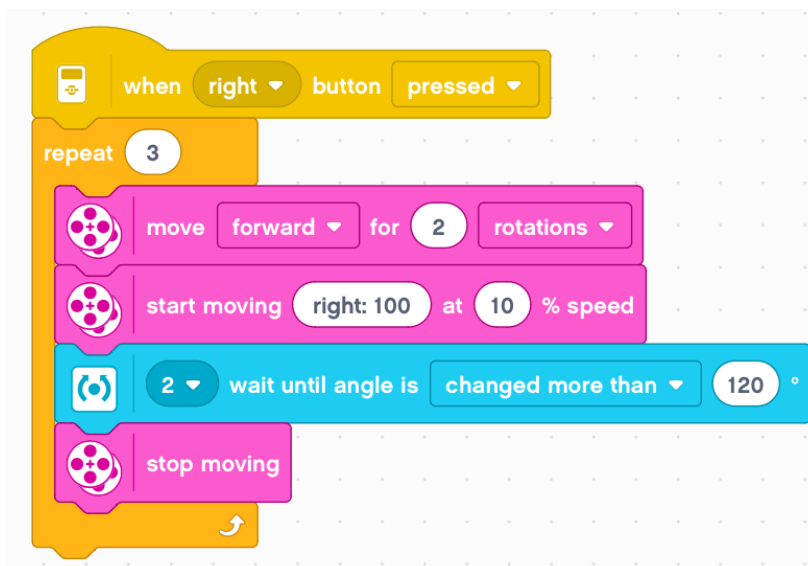 when right button pressed
repeat 3
move forward for 2 rotations
start moving right: 100 at 10 % speed
2 wait until angle is changed more than 120 °
stop moving